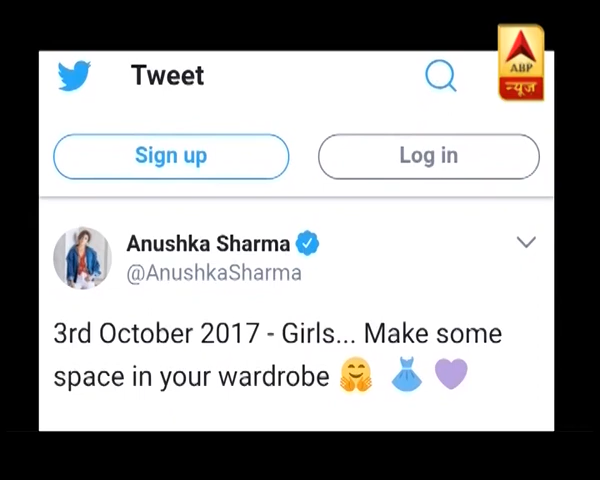 ABP
न्यूज़
Tweet
Sign up
Log in
Anushka Sharma
@AnushkaSharma
3rd October 2017 - Girls... Make some
space in your wardrobe 🤗 👗 💜